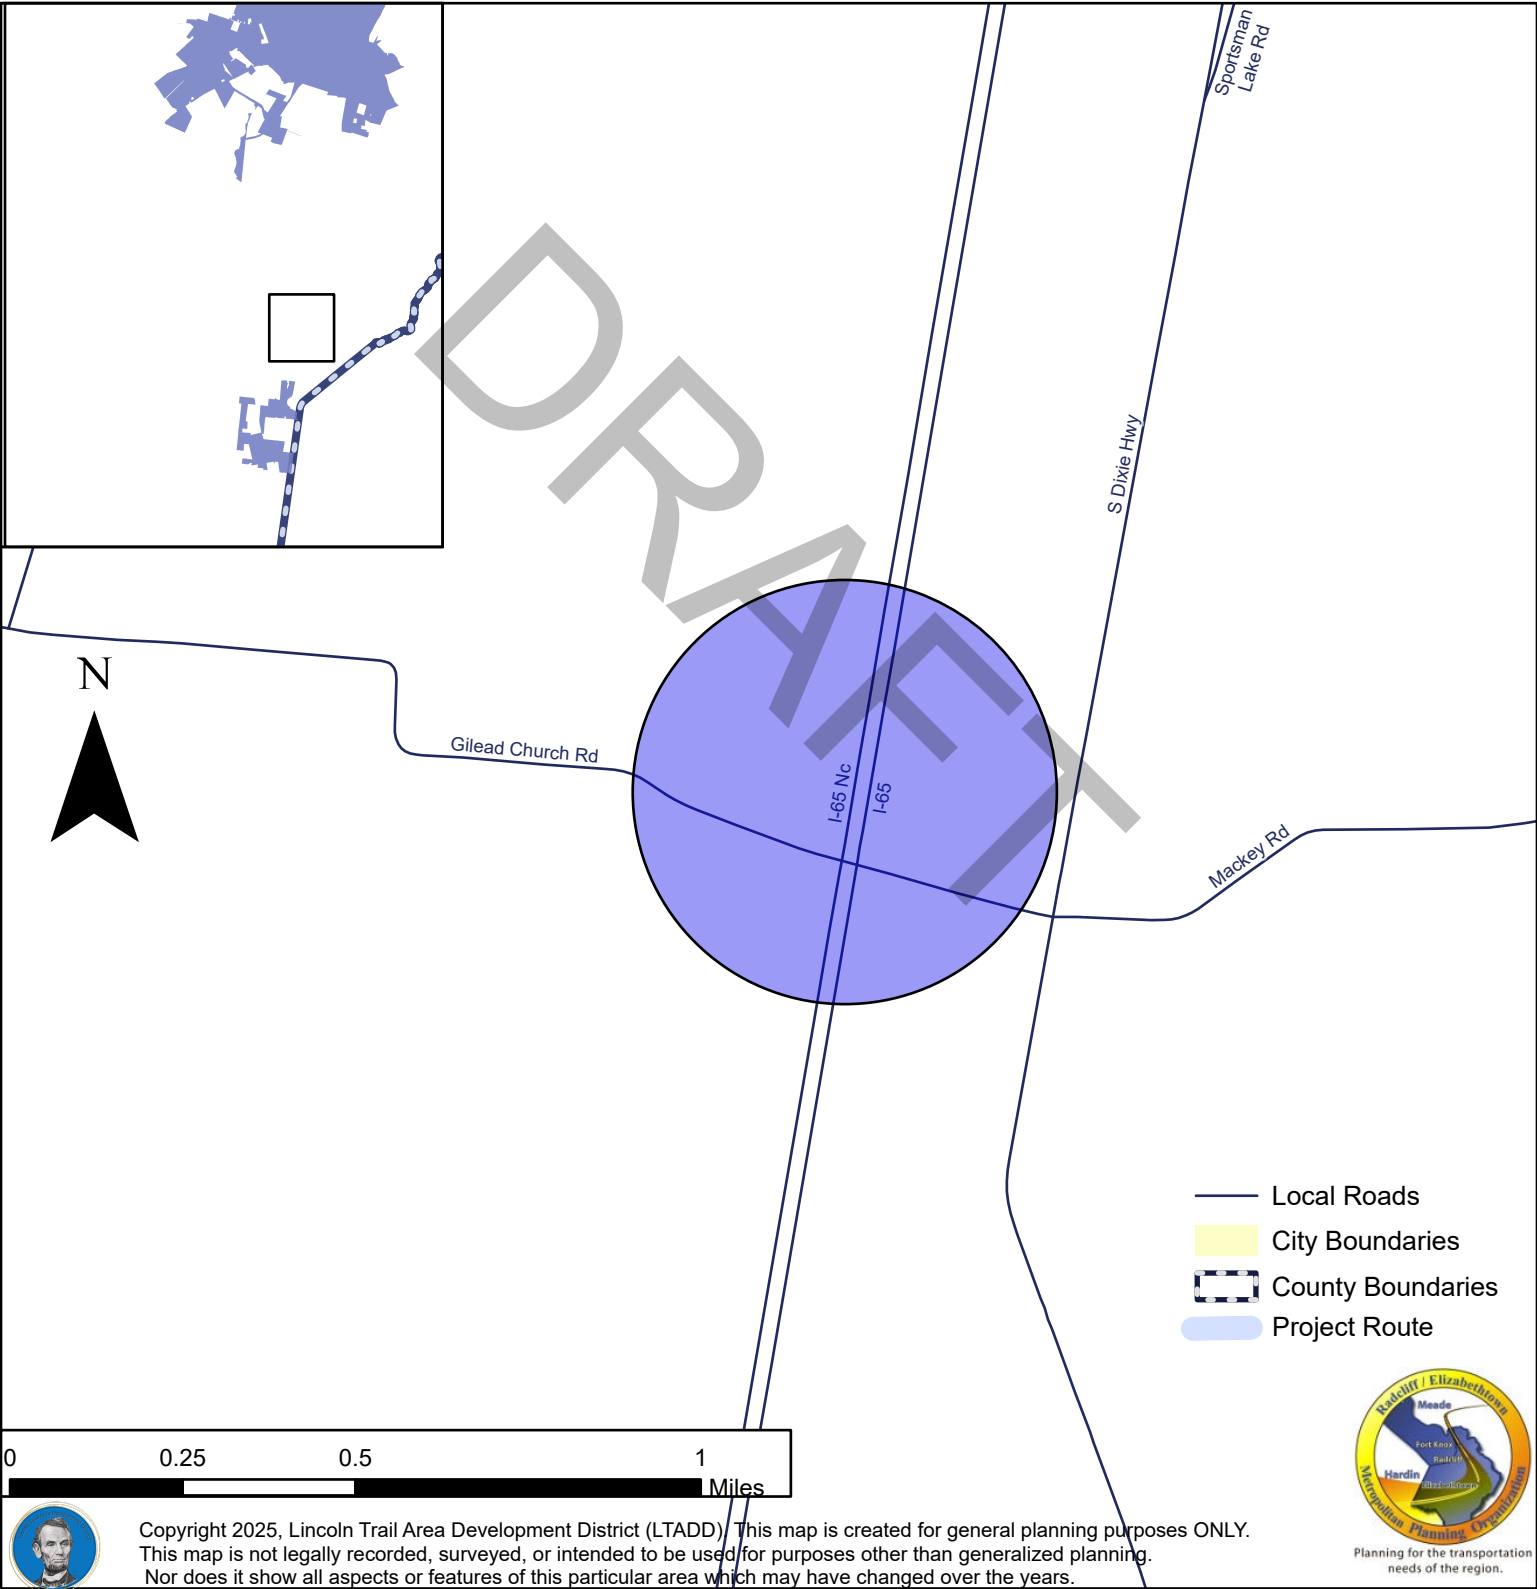 Sportsman
Lake Rd
DRAFT
S Dixie Hwy
N
Gilead Church Rd
I-65 Nc
I-65
Mackey Rd
Local Roads
City Boundaries
County Boundaries
Project Route
Radcliff / Elizabethtown
Meade
Fort Knox
Radcliff
Hardin
Elizabethtown
Metropolitan Planning Organization
Planning for the transportation
needs of the region.
0 0.25 0.5 1
Miles
Copyright 2025, Lincoln Trail Area Development District (LTADD). This map is created for general planning purposes ONLY.
This map is not legally recorded, surveyed, or intended to be used for purposes other than generalized planning.
Nor does it show all aspects or features of this particular area which may have changed over the years.